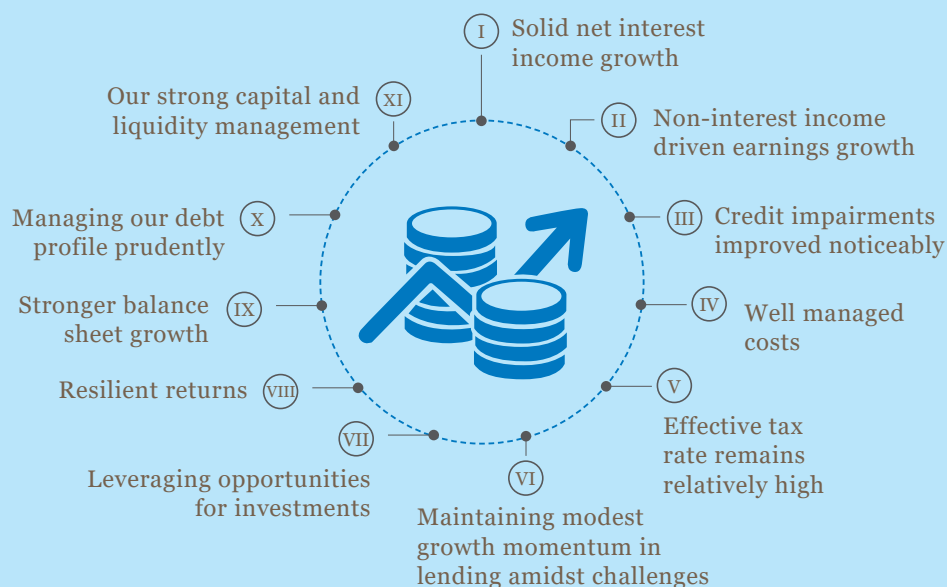 I
Solid net interest
income growth
II
Non-interest income
driven earnings growth
III
Credit impairments
improved noticeably
IV
Well managed
costs
V
Effective tax
rate remains
relatively high
VI
Maintaining modest
growth momentum in
lending amidst challenges
VII
Leveraging opportunities
for investments
VIII
Resilient returns
IX
Stronger balance
sheet growth
X
Managing our debt
profile prudently
XI
Our strong capital and
liquidity management